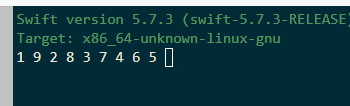 Swift version 5.7.3 (swift-5.7.3-RELEASE)
Target: x86_64-unknown-linux-gnu
1 9 2 8 3 7 4 6 5